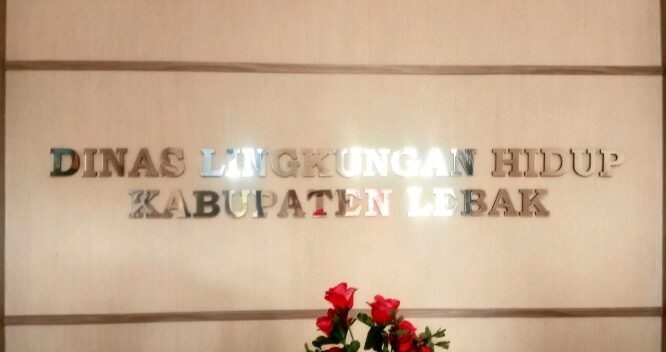 DINAS LINGKUNGAN HIDUP
KABUPATEN LEBAK